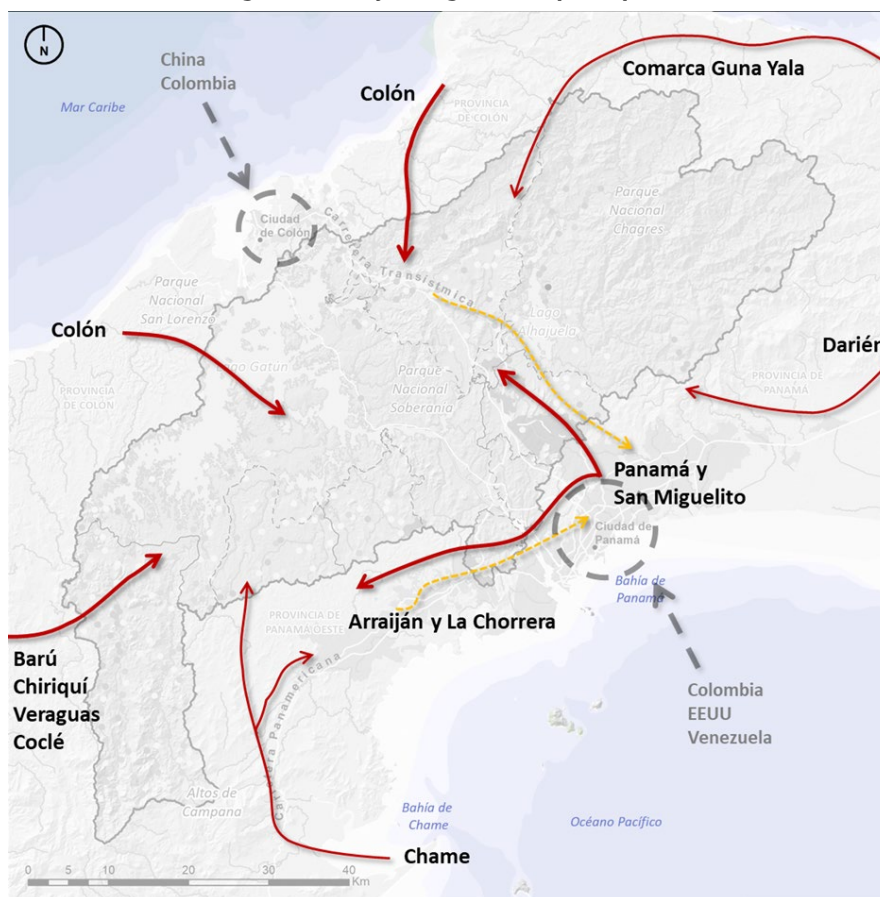 N
China
Colombia
Mar Caribe
Colón
PROVINCIA
DE COLÓN
Comarca Guna Yala
Ciudad
de Colón
Carretera Transístmica
Parque
Nacional
Chagres
Parque
Nacional
San Lorenzo
Lago
Alhajuela
Colón
Lago Gatun
PROVINCIA
DE COLÓN
Parque
Nacional
Soberanía
Darién
PROVINCIA DE
PANAMÁ
Panamá y
San Miguelito
Ciudad de
Panamá
Bahía de
Panamá
PROVINCIA DE
PANAMÁ OESTE
Arraiján y La Chorrera
Barú
Chiriquí
Veraguas
Coclé
Carretera Panamericana
Colombia
EEUU
Venezuela
Altos de
Campana
Bahía de
Chame
Océano Pacífico
Chame
0 5 10 20 30 40
Km